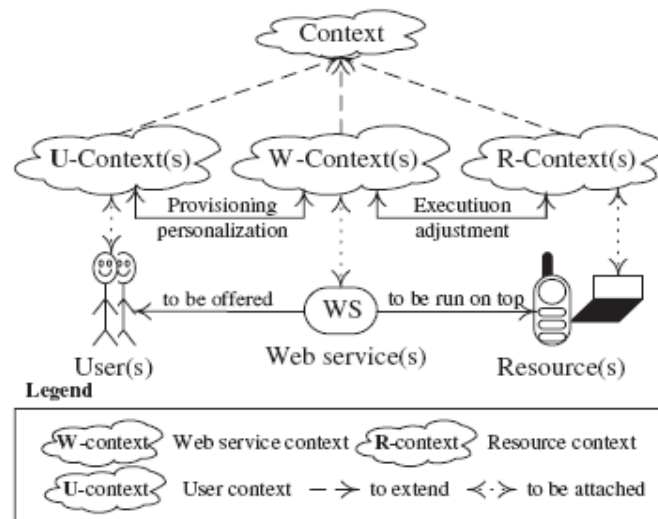 Context
U-Context(s) W-Context(s) R-Context(s)
Provisioning Executiuon
personalization adjustment
to be offered WS to be run on top
User(s) Web service(s) Resource(s)
Legend
W-context Web service context R-context Resource context
U-context User context to extend to be attached